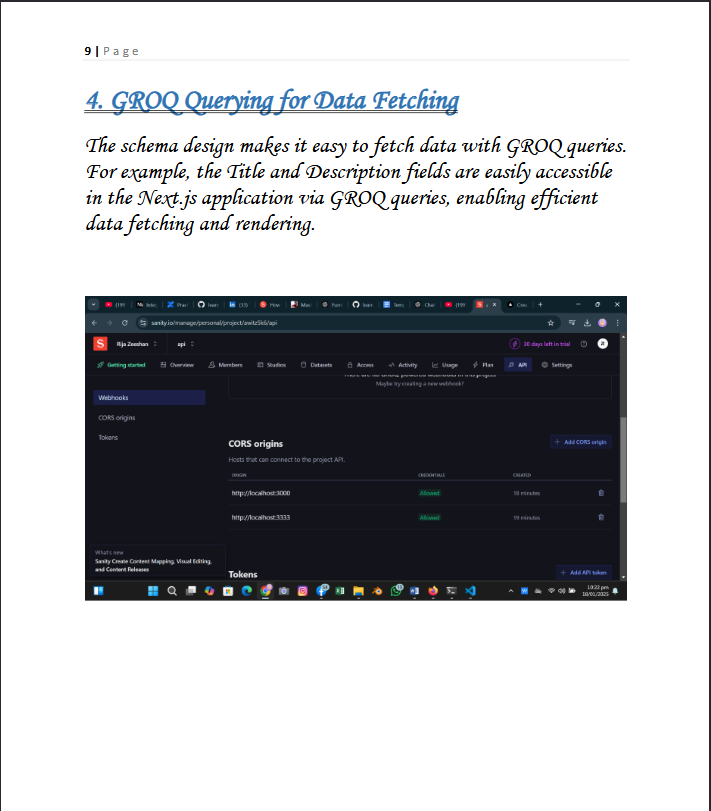 9 | Page
4. GROQ Querying for Data Fetching
The schema design makes it easy to fetch data with GROQ queries.
For example, the Title and Description fields are easily accessible
in the Next.js application via GROQ queries, enabling efficient
data fetching and rendering.
sanity.io/manage/personal/project/awitz5k6/api
Rija Zeeshan api 30 days left in trial
Getting started Overview Members Studios Datasets Access Activity Usage Plan API Settings
Maybe try creating a new webhook?
Webhooks
CORS origins
Tokens
CORS origins
+ Add CORS origin
Hosts that can connect to the project API.
ORIGIN CREDENTIALS CREATED
http://localhost:3000 Allowed 18 minutes
http://localhost:3333 Allowed 19 minutes
What's new
Sanity Create Content Mapping, Visual Editing,
and Content Releases
Tokens
+ Add API token
10:22 pm
18/01/2025